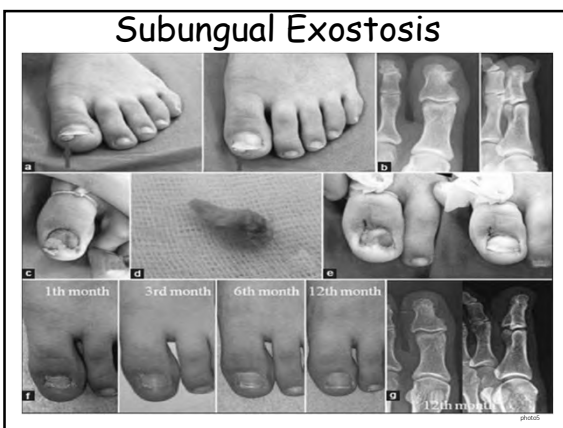 Subungual Exostosis
a
b
c
d
e
1th month
3rd month
6th month
12th month
f
g
12th month
photo5